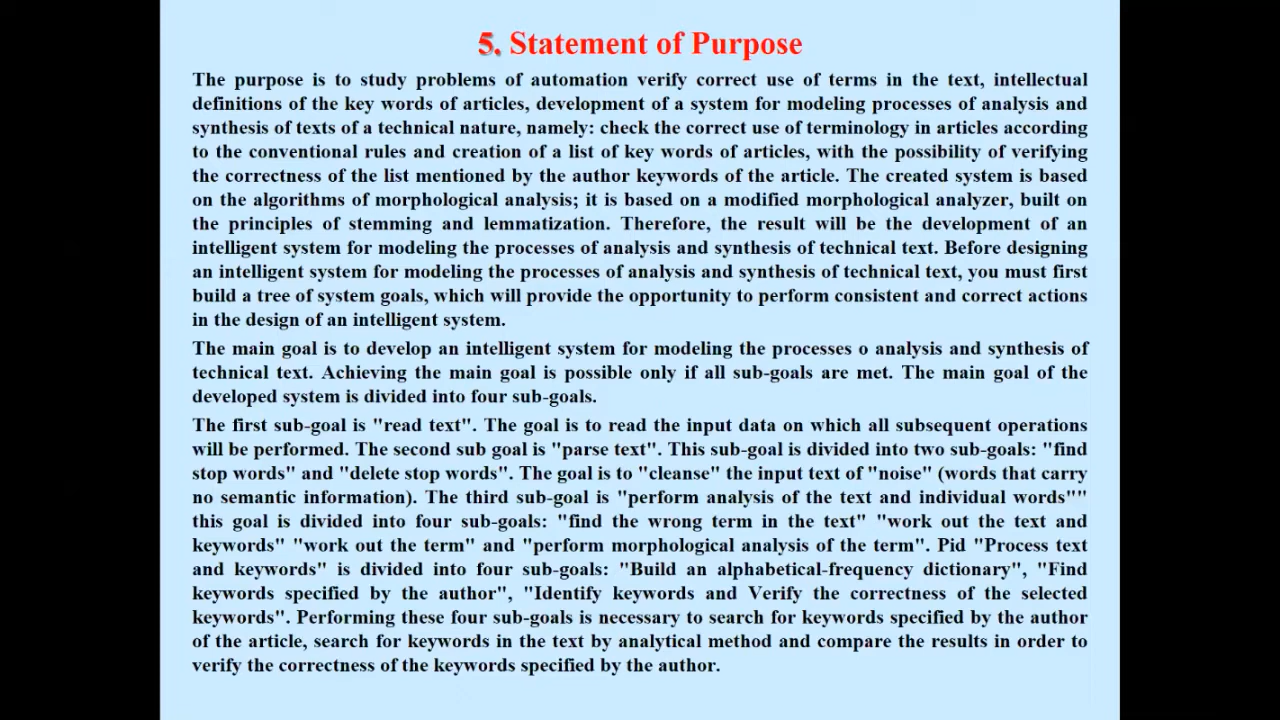 5. Statement of Purpose
The purpose is to study problems of automation verify correct use of terms in the text, intellectual
definitions of the key words of articles, development of a system for modeling processes of analysis and
synthesis of texts of a technical nature, namely: check the correct use of terminology in articles according
to the conventional rules and creation of a list of key words of articles, with the possibility of verifying
the correctness of the list mentioned by the author keywords of the article. The created system is based
on the algorithms of morphological analysis; it is based on a modified morphological analyzer, built on
the principles of stemming and lemmatization. Therefore, the result will be the development of an
intelligent system for modeling the processes of analysis and synthesis of technical text. Before designing
an intelligent system for modeling the processes of analysis and synthesis of technical text, you must first
build a tree of system goals, which will provide the opportunity to perform consistent and correct actions
in the design of an intelligent system.
The main goal is to develop an intelligent system for modeling the processes o analysis and synthesis of
technical text. Achieving the main goal is possible only if all sub-goals are met. The main goal of the
developed system is divided into four sub-goals.
The first sub-goal is "read text". The goal is to read the input data on which all subsequent operations
will be performed. The second sub goal is "parse text". This sub-goal is divided into two sub-goals: "find
stop words" and "delete stop words". The goal is to "cleanse" the input text of "noise" (words that carry
no semantic information). The third sub-goal is "perform analysis of the text and individual words""
this goal is divided into four sub-goals: "find the wrong term in the text" "work out the text and
keywords" "work out the term" and "perform morphological analysis of the term". Pid "Process text
and keywords" is divided into four sub-goals: "Build an alphabetical-frequency dictionary", "Find
keywords specified by the author", "Identify keywords and Verify the correctness of the selected
keywords". Performing these four sub-goals is necessary to search for keywords specified by the author
of the article, search for keywords in the text by analytical method and compare the results in order to
verify the correctness of the keywords specified by the author.